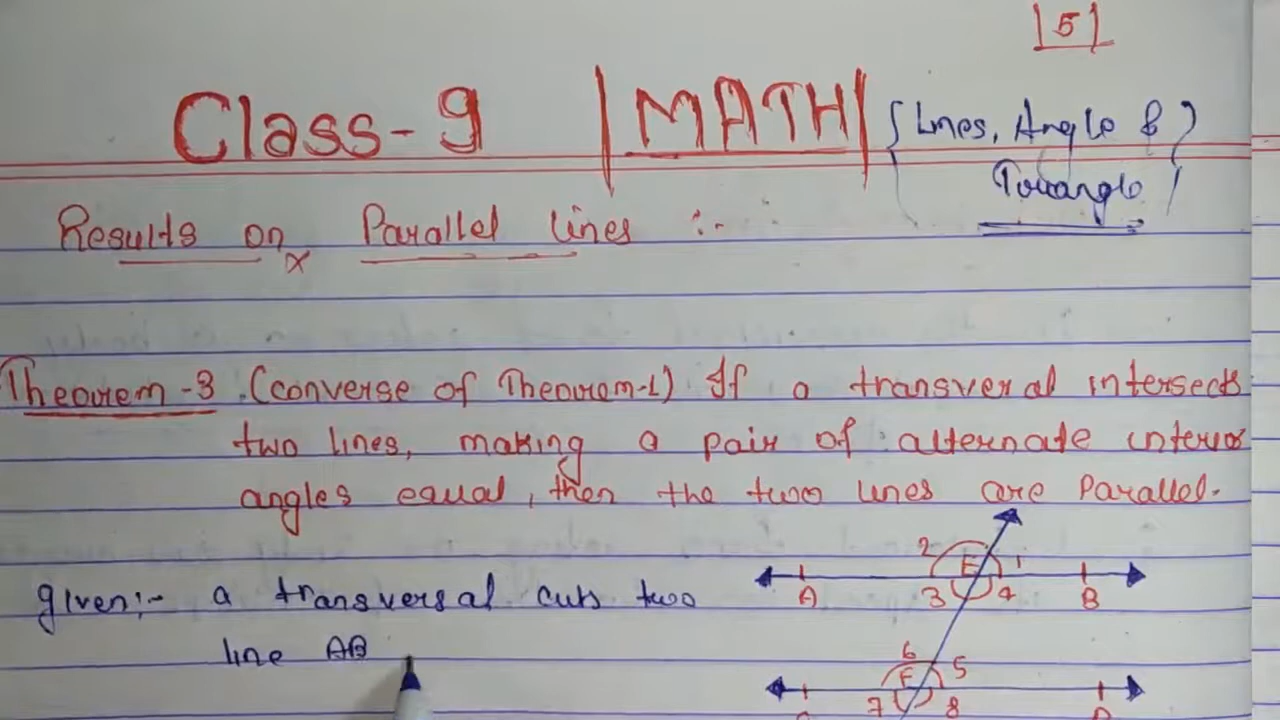 [5]
Class-9 |MATH| {Lines, Angle &
Triangle}
Results on Parallel lines :-
Theorem-3 (converse of Theorem-1) If a transveral intersects
two lines, making a pair of alternate interior
angles equal, then the two lines are Parallel.
given:- a transversal cuts two
line AB
2 E 1
A 3 4 B
6 F 5
7 8